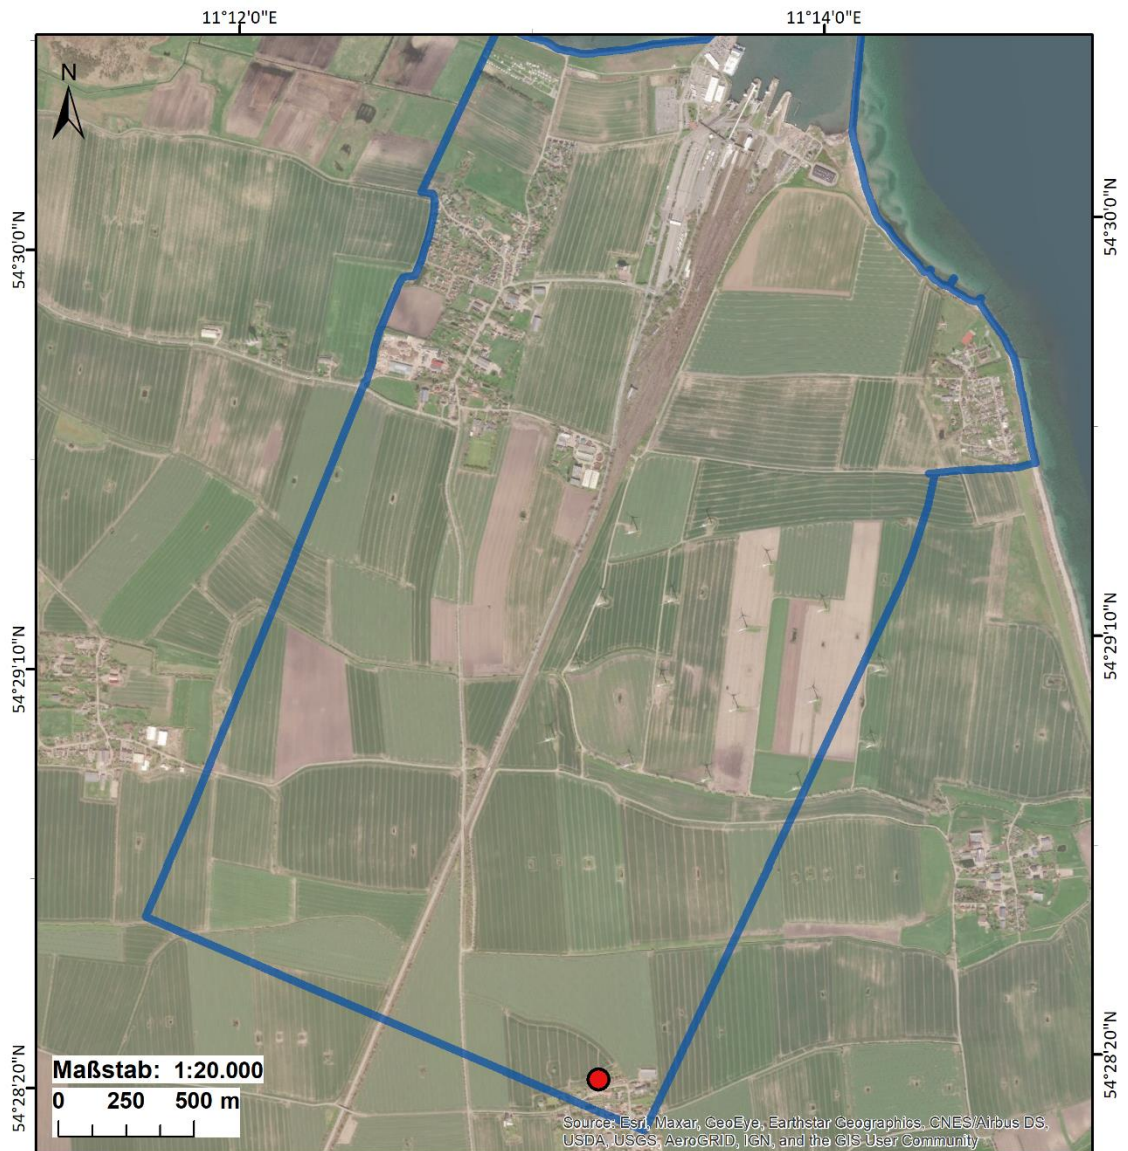 11°12'0"E
11°14'0"E
N
54°30'0"N
54°30'0"N
54°29'10"N
54°29'10"N
54°28'20"N
54°28'20"N
Maßstab: 1:20.000
0 250 500 m
Source: Esri, Maxar, GeoEye, Earthstar Geographics, CNES/Airbus DS,
USDA, USGS, AeroGRID, IGN, and the GIS User Community